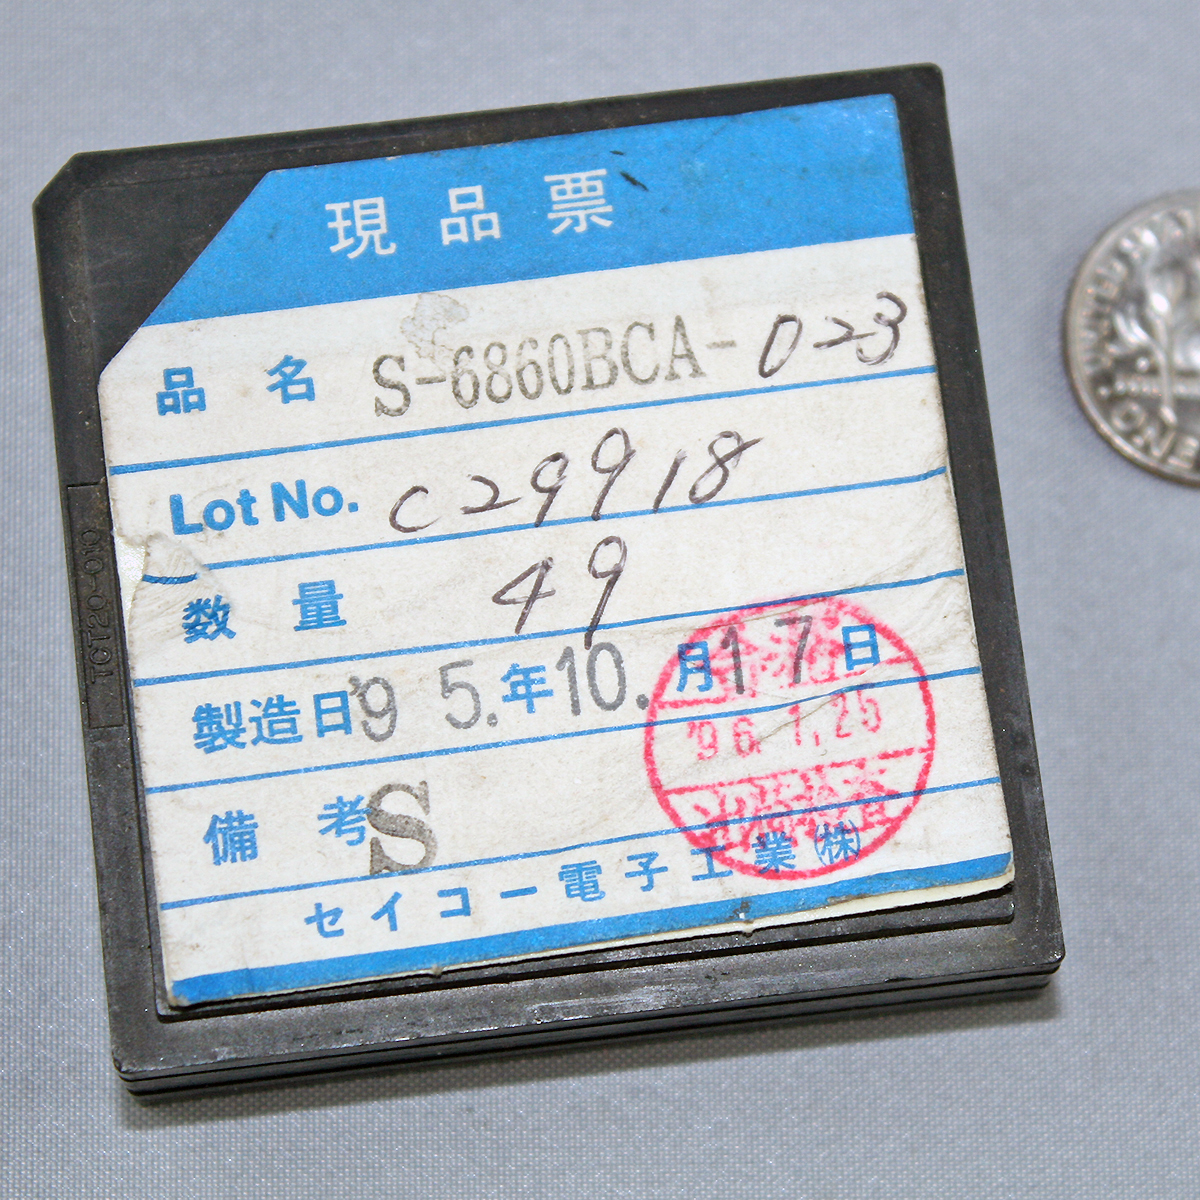 現品票
品名 S-6860BCA-023
Lot No. C29918
数量 49
製造日 '95.年10.月17日
'96.1.25
備考 S
セイコー電子工業㈱
TCT20-010